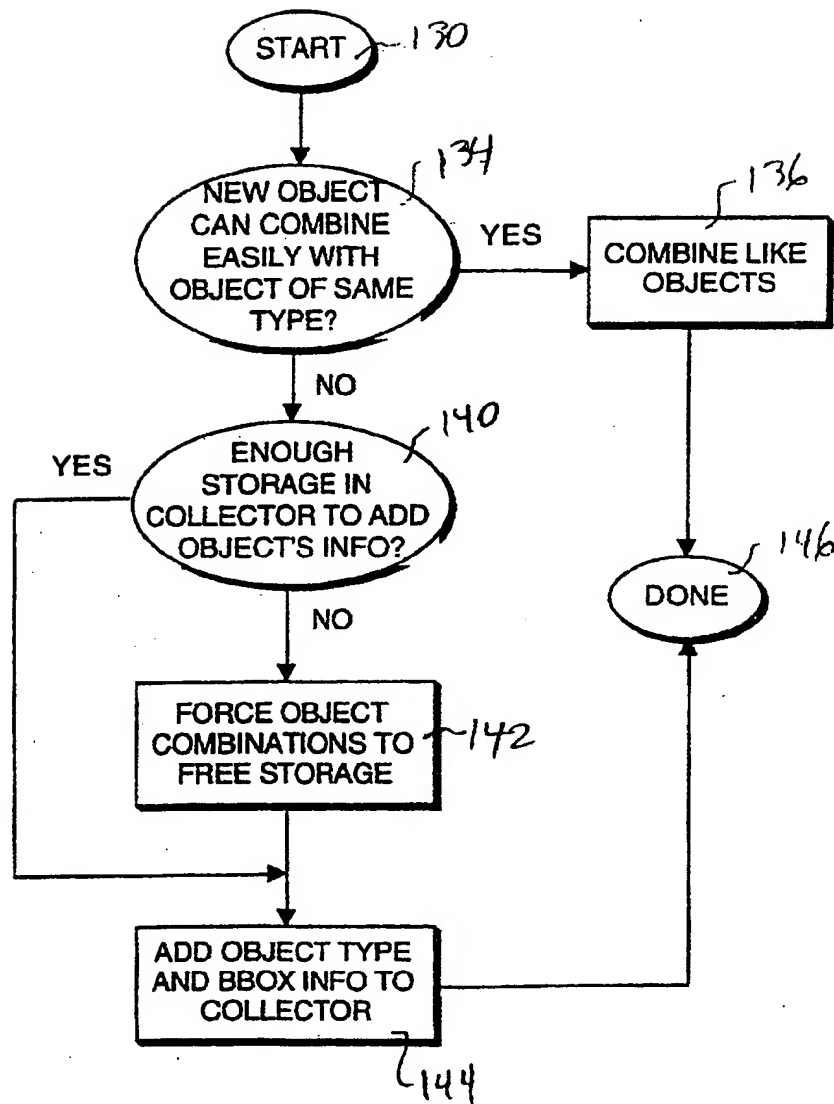 START
130
134
NEW OBJECT
CAN COMBINE
EASILY WITH
OBJECT OF SAME
TYPE?
YES
136
COMBINE LIKE
OBJECTS
NO
140
YES
ENOUGH
STORAGE IN
COLLECTOR TO ADD
OBJECT'S INFO?
146
DONE
NO
FORCE OBJECT
COMBINATIONS TO
FREE STORAGE
142
ADD OBJECT TYPE
AND BBOX INFO TO
COLLECTOR
144